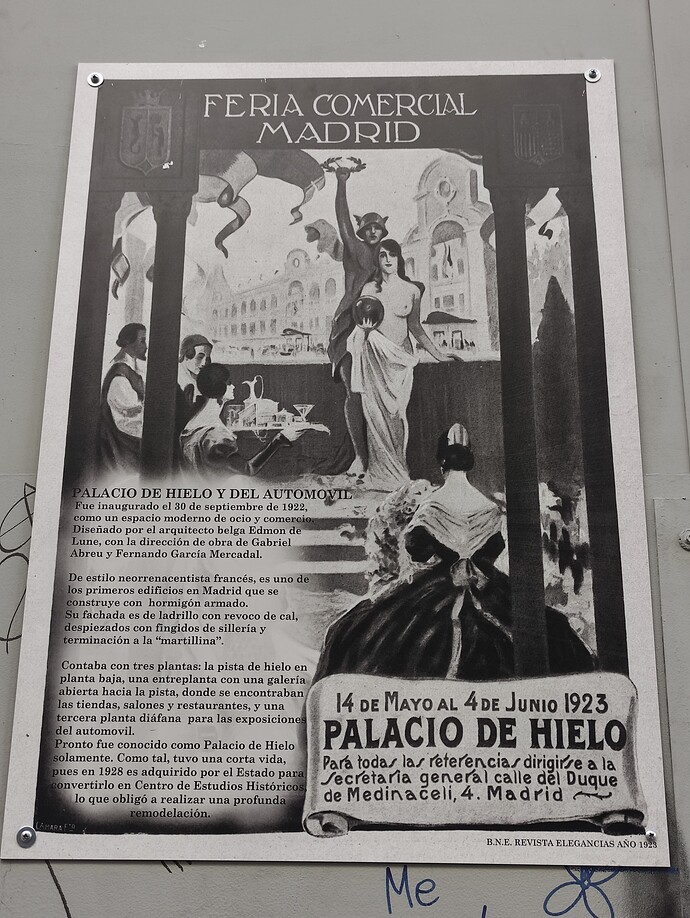 FERIA COMERCIAL
MADRID
PALACIO DE HIELO Y DEL AUTOMOVIL
Fue inaugurado el 30 de septiembre de 1922,
como un espacio moderno de ocio y comercio.
Diseñado por el arquitecto belga Edmon de
Lune, con la dirección de obra de Gabriel
Abreu y Fernando García Mercadal.
De estilo neorrenacentista francés, es uno de
los primeros edificios en Madrid que se
construye con hormigón armado.
Su fachada es de ladrillo con revoco de cal,
despiezados con fingidos de sillería y
terminación a la “martillina”.
Contaba con tres plantas: la pista de hielo en
planta baja, una entreplanta con una galería
abierta hacia la pista, donde se encontraban
las tiendas, salones y restaurantes, y una
tercera planta diáfana para las exposiciones
del automovil.
Pronto fue conocido como Palacio de Hielo
solamente. Como tal, tuvo una corta vida,
pues en 1928 es adquirido por el Estado para
convertirlo en Centro de Estudios Históricos,
lo que obligó a realizar una profunda
remodelación.
14 DE MAYO AL 4 DE JUNIO 1923
PALACIO DE HIELO
Para todas las referencias dirigirse a la
secretaria general calle del Duque
de Medinaceli, 4. Madrid
B.N.E. REVISTA ELEGANCIAS AÑO 1923
Me